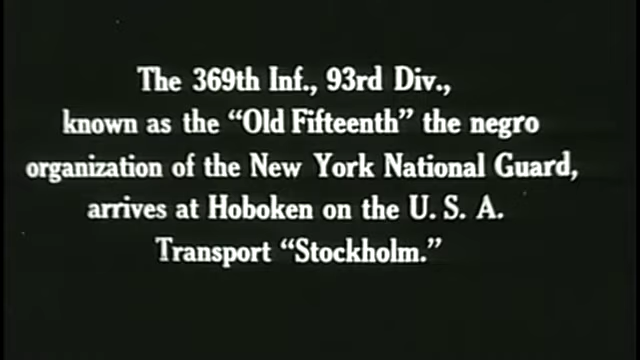 The 369th Inf., 93rd Div.,
known as the “Old Fifteenth” the negro
organization of the New York National Guard,
arrives at Hoboken on the U. S. A.
Transport “Stockholm.”